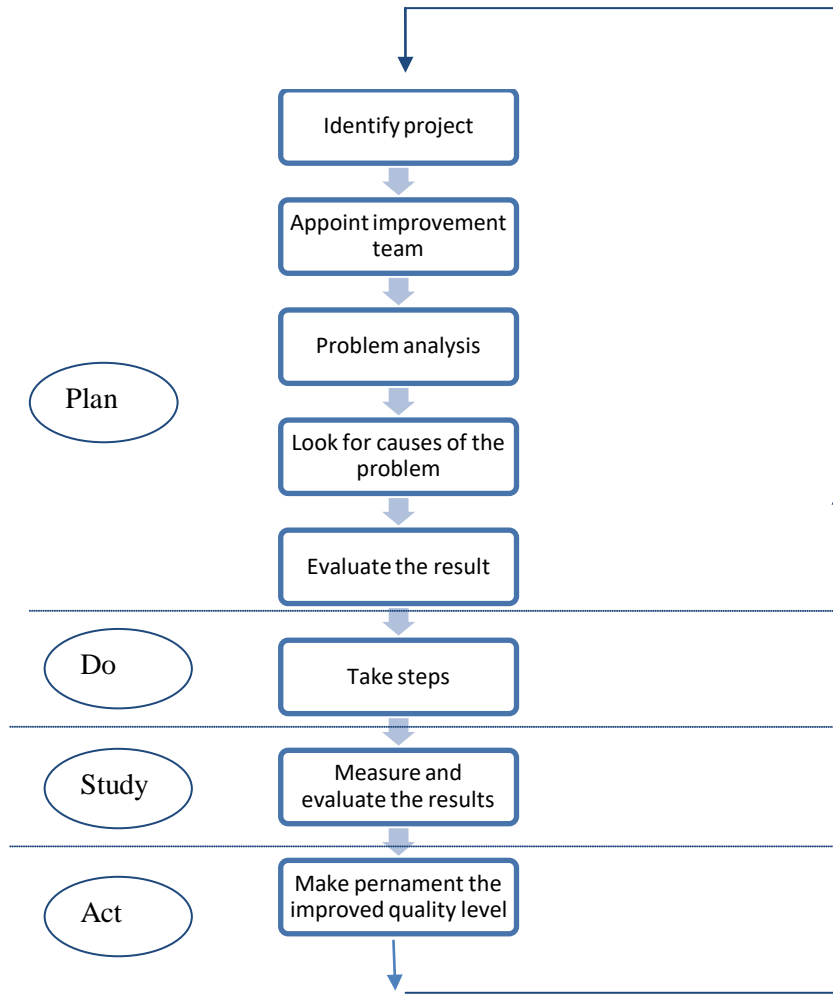 Identify project
Appoint improvement
team
Problem analysis
Plan
Look for causes of the
problem
Evaluate the result
Do
Take steps
Study
Measure and
evaluate the results
Act
Make pernament the
improved quality level